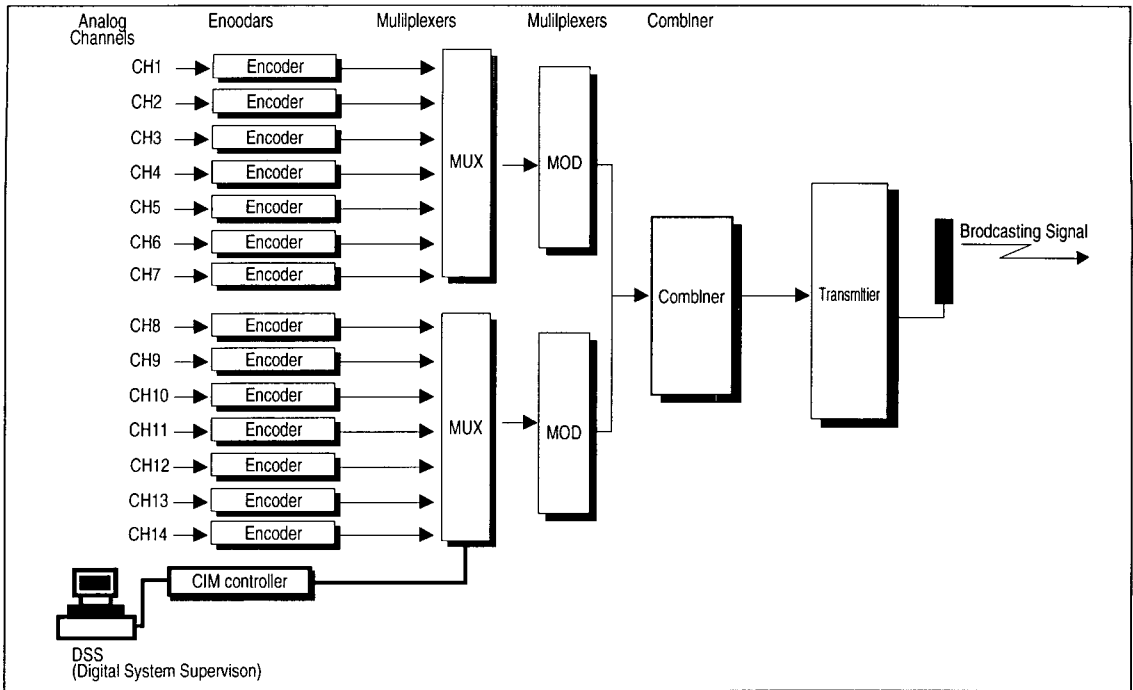 Analog Channels
Enoodars
Mulilplexers
Mulilplexers
Comblner
CH1
Encoder
CH2
Encoder
CH3
Encoder
CH4
Encoder
CH5
Encoder
CH6
Encoder
CH7
Encoder
MUX
MOD
CH8
Encoder
CH9
Encoder
CH10
Encoder
CH11
Encoder
CH12
Encoder
CH13
Encoder
CH14
Encoder
MUX
MOD
Comblner
Transmltier
Brodcasting Signal
CIM controller
DSS
(Digital System Supervison)